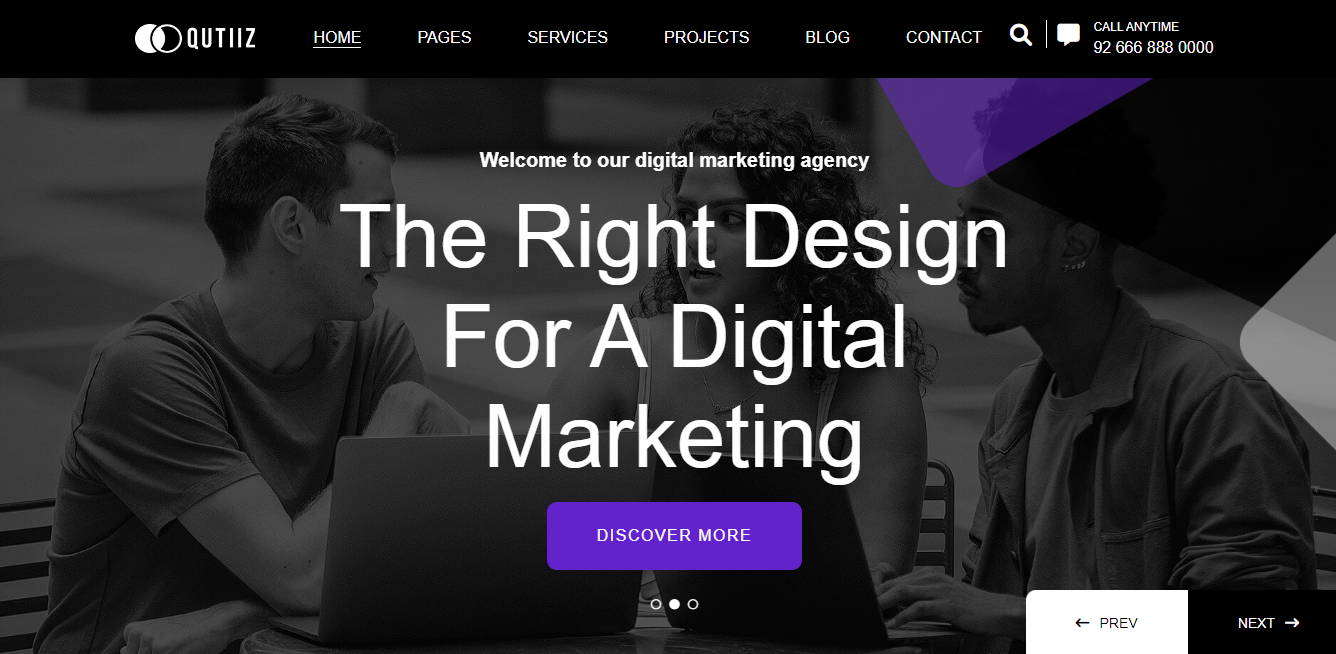 QUTIIZ
HOME
PAGES
SERVICES
PROJECTS
BLOG
CONTACT
CALL ANYTIME
92 666 888 0000
Welcome to our digital marketing agency
The Right Design
For A Digital
Marketing
DISCOVER MORE
PREV
NEXT